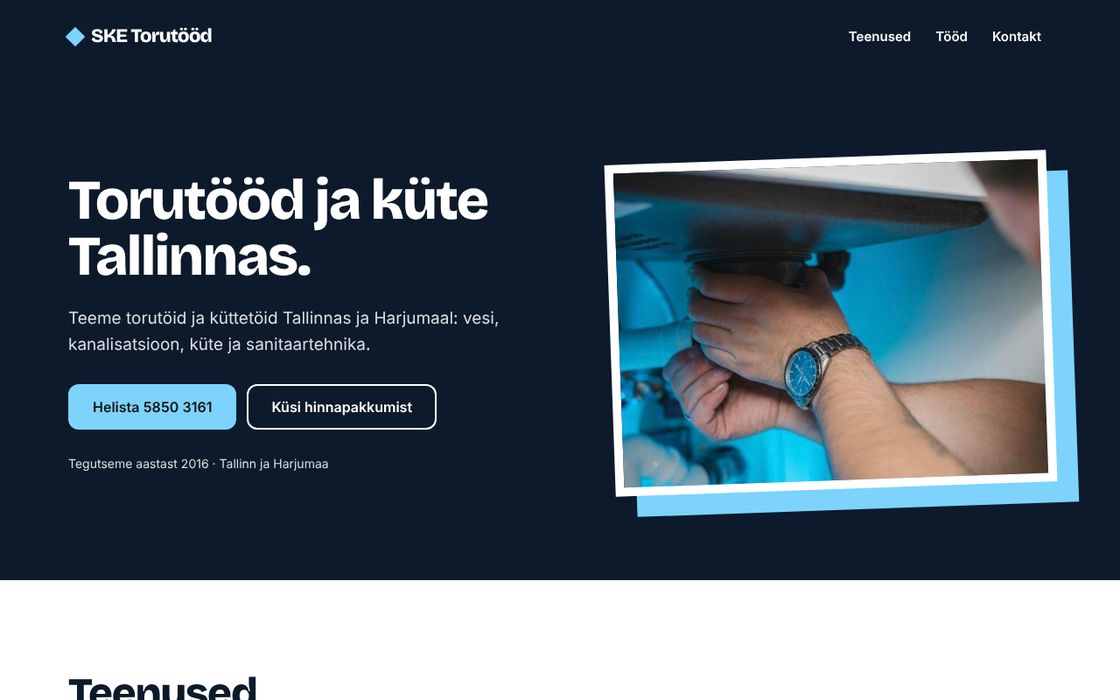 SKE Torutööd
Teenused
Tööd
Kontakt
Torutööd ja küte
Tallinnas.
Teeme torutöid ja küttetöid Tallinnas ja Harjumaal: vesi,
kanalisatsioon, küte ja sanitaartehnika.
Helista 5850 3161
Küsi hinnapakkumist
Tegutseme aastast 2016 · Tallinn ja Harjumaa
Teenused